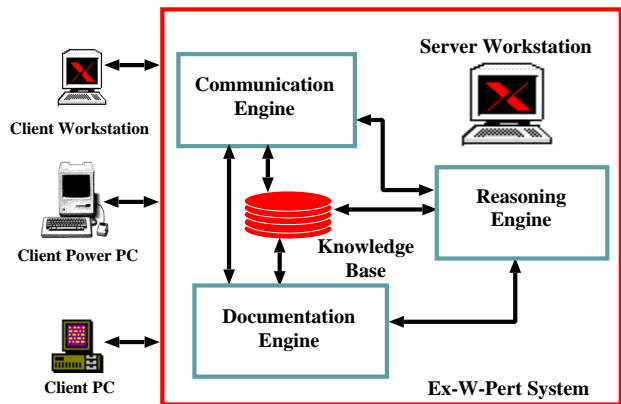 Server Workstation
Communication
Engine
Client Workstation
Reasoning
Engine
Knowledge
Base
Client Power PC
Documentation
Engine
Client PC
Ex-W-Pert System